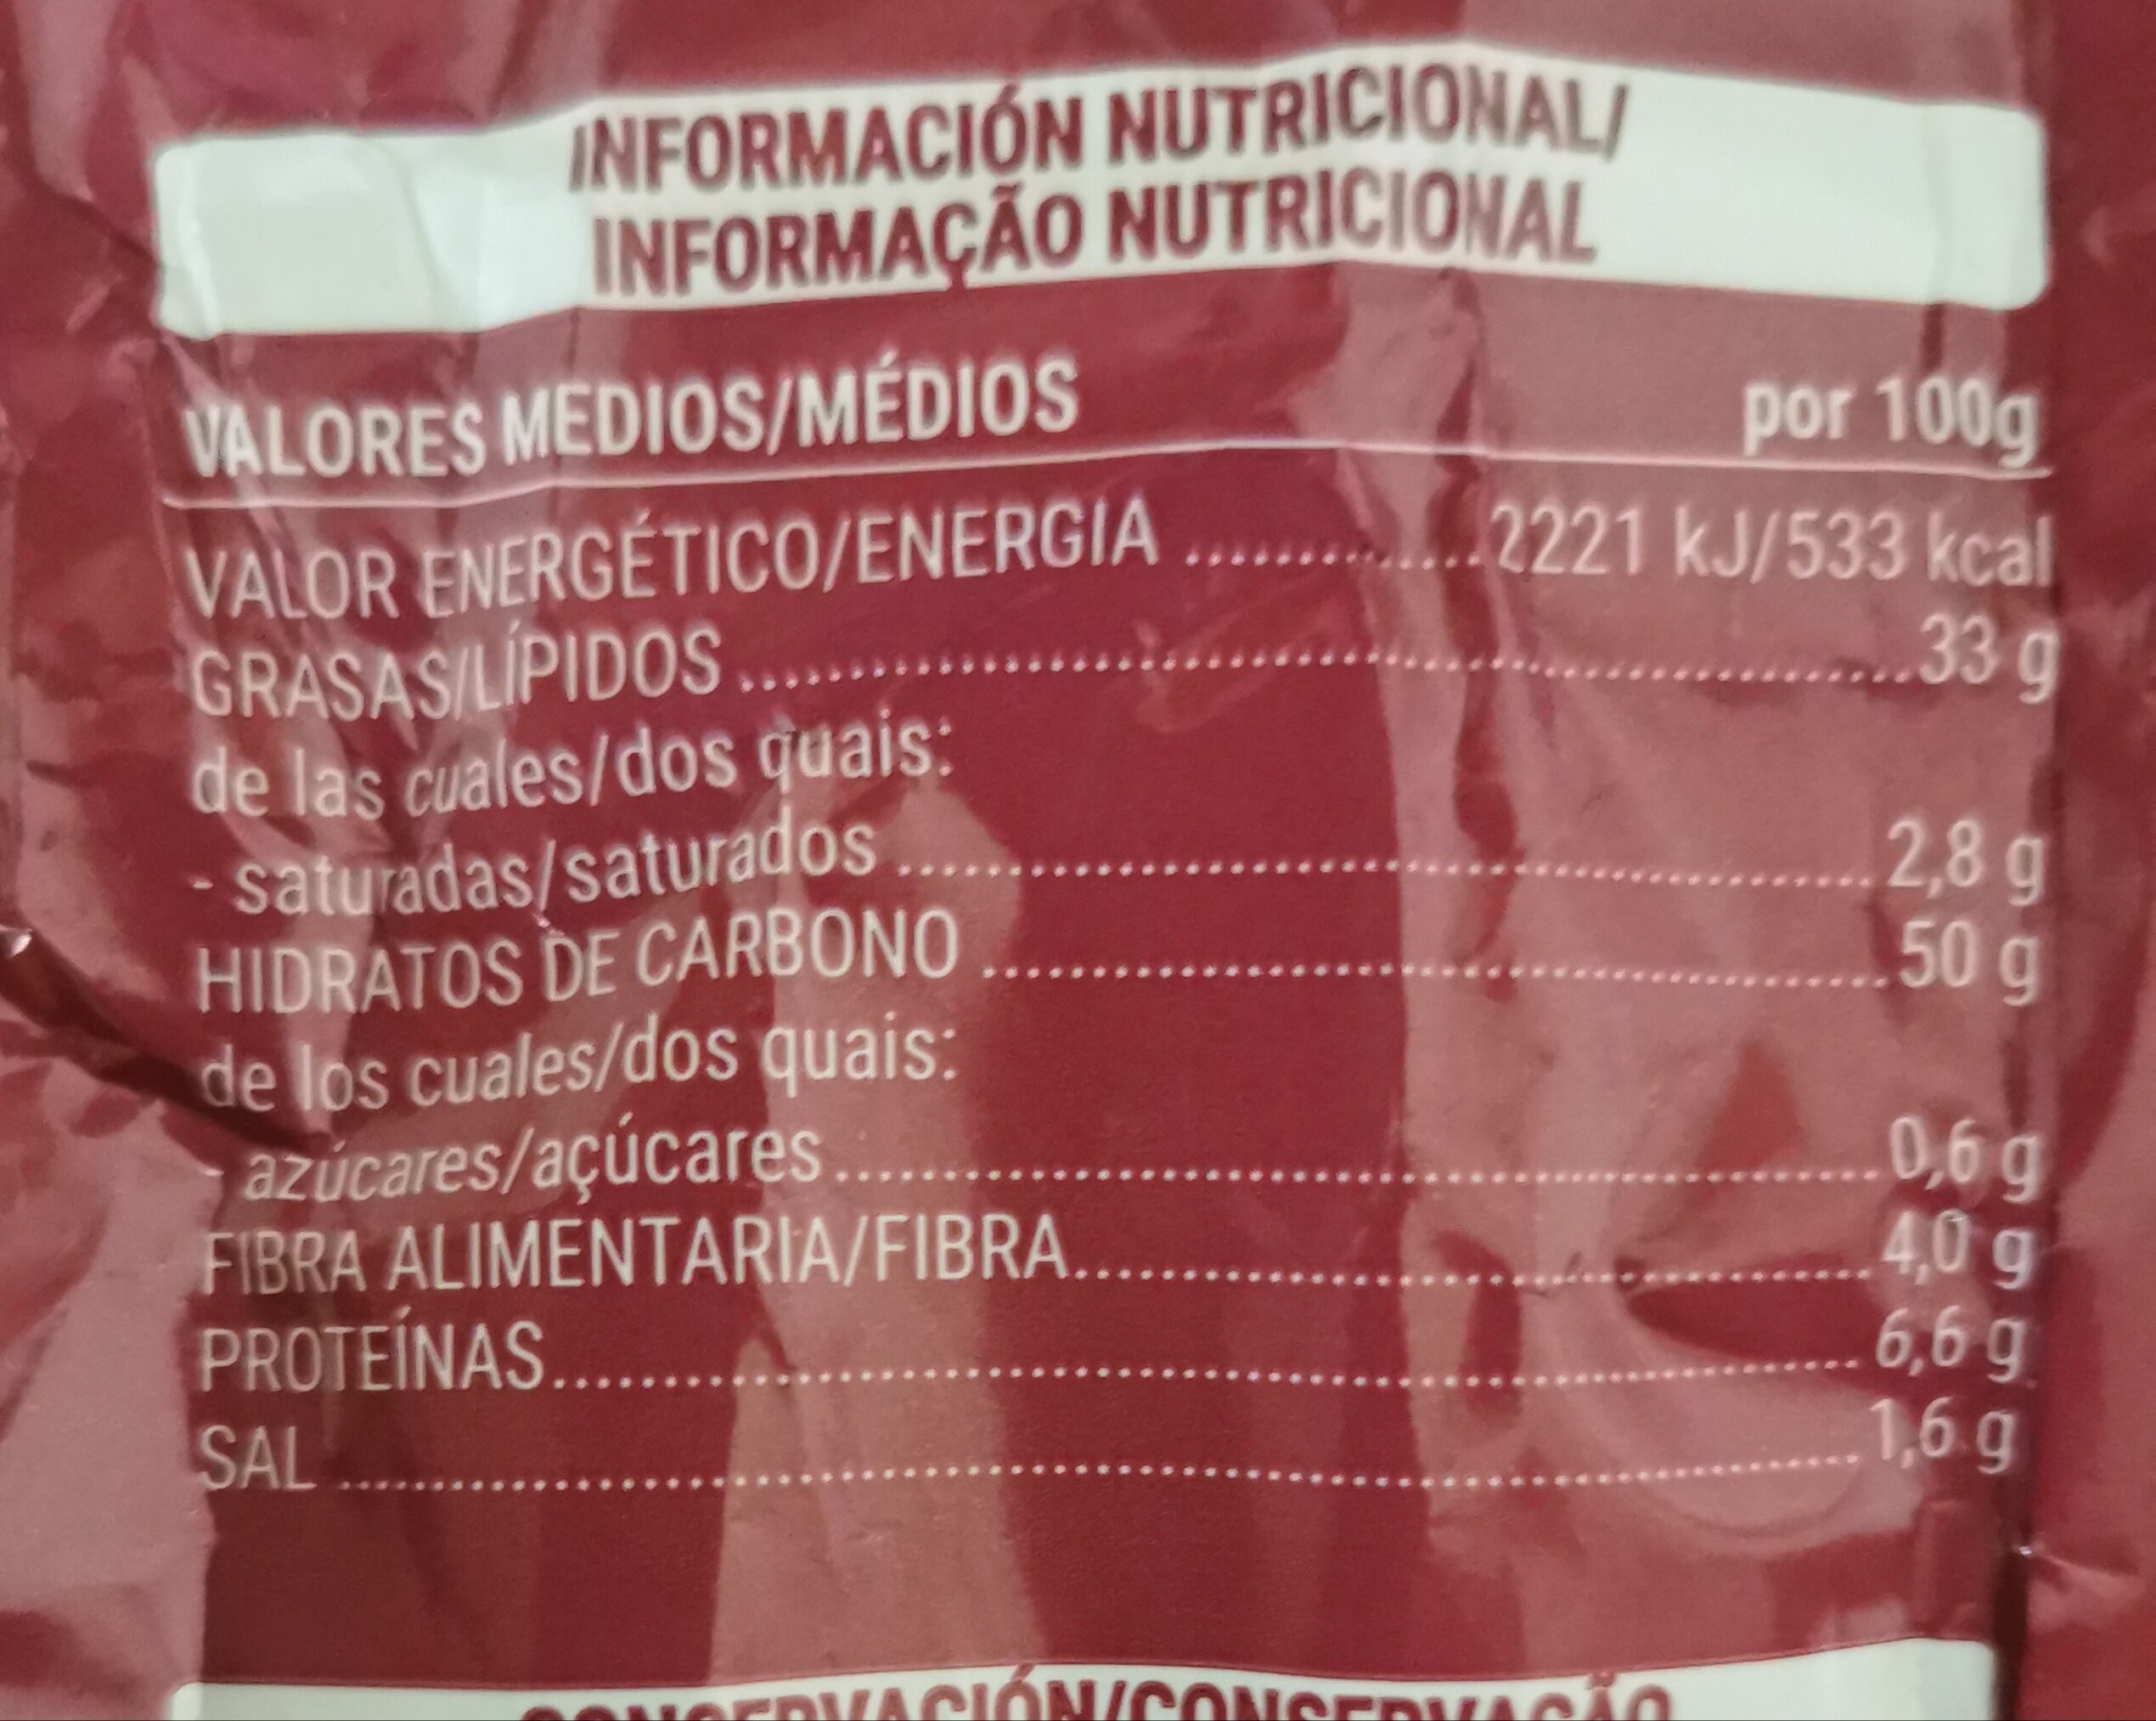 INFORMACIÓN NUTRICIONAL/
INFORMAÇÃO NUTRICIONAL
VALORES MEDIOS/MÉDIOS por 100g
VALOR ENERGÉTICO/ENERGIA ................2221 kJ/533 kcal
GRASAS/LÍPIDOS ................33 g
de las cuales/dos quais:
- saturadas/saturados ................ 2,8 g
HIDRATOS DE CARBONO ................ 50 g
de los cuales/dos quais:
- azúcares/açúcares ................ 0,6 g
FIBRA ALIMENTARIA/FIBRA ................ 4,0 g
PROTEÍNAS ................ 6,6 g
SAL ................ 1,6 g
CONSERVACIÓN/CONSERVAÇÃO